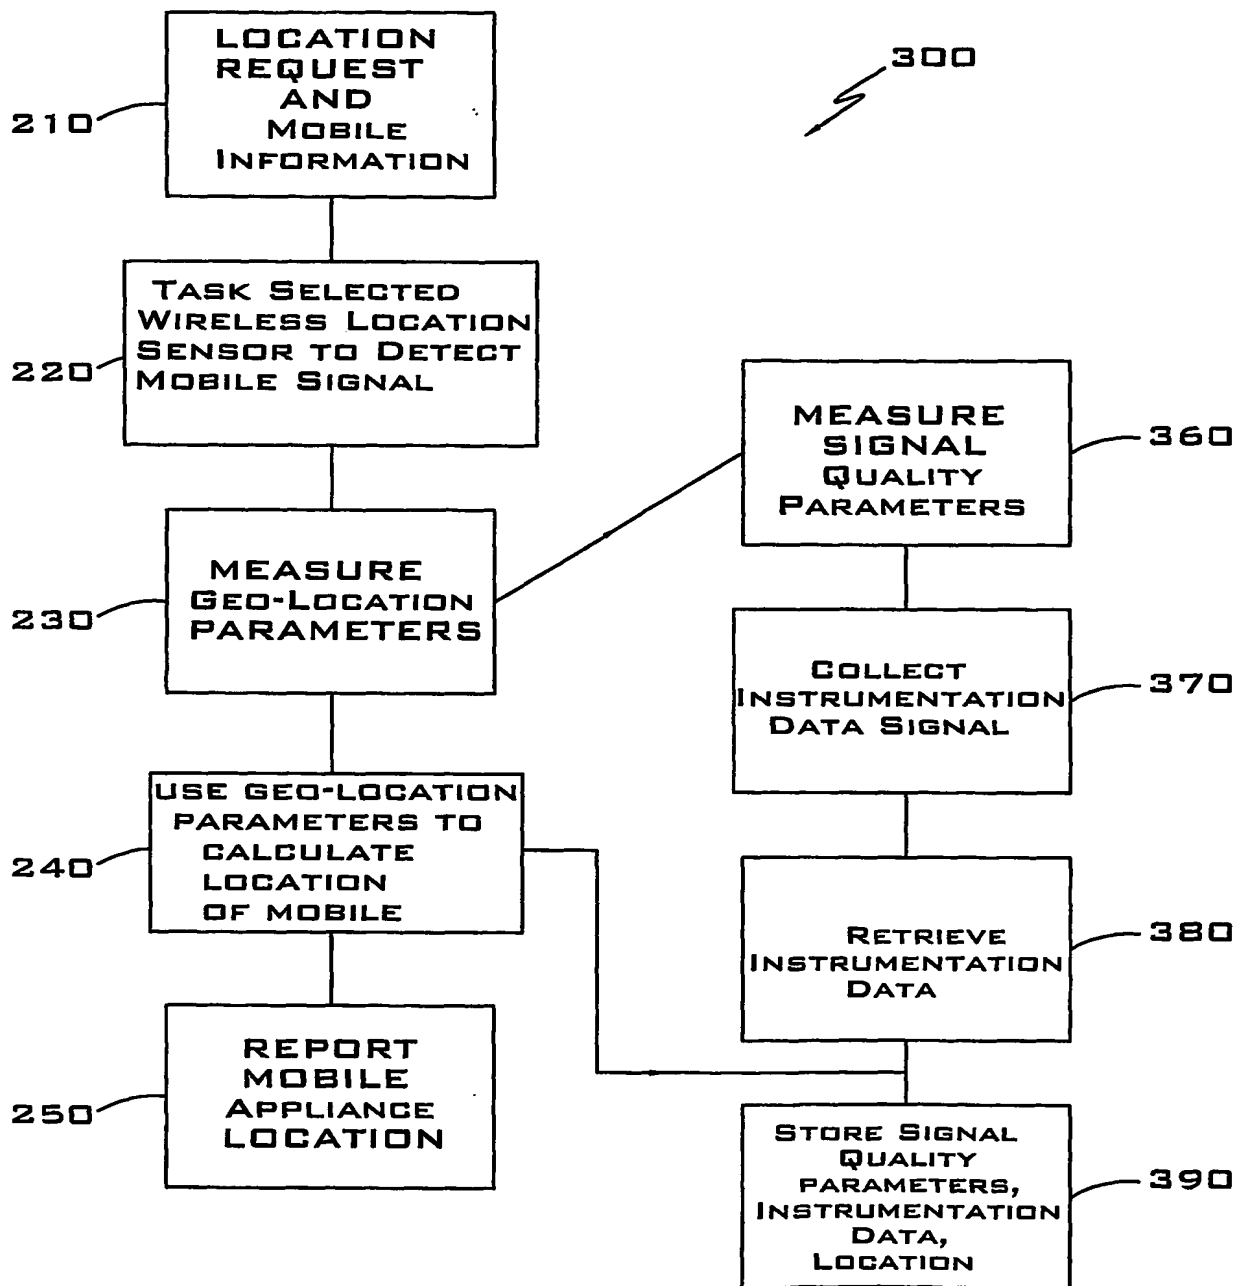 LOCATION
REQUEST
AND
MOBILE
INFORMATION
210
300
TASK SELECTED
WIRELESS LOCATION
SENSOR TO DETECT
MOBILE SIGNAL
220
MEASURE
GEO-LOCATION
PARAMETERS
230
USE GEO-LOCATION
PARAMETERS TO
CALCULATE
LOCATION
OF MOBILE
240
REPORT
MOBILE
APPLIANCE
LOCATION
250
MEASURE
SIGNAL
QUALITY
PARAMETERS
360
COLLECT
INSTRUMENTATION
DATA SIGNAL
370
RETRIEVE
INSTRUMENTATION
DATA
380
STORE SIGNAL
QUALITY
PARAMETERS,
INSTRUMENTATION
DATA,
LOCATION
390